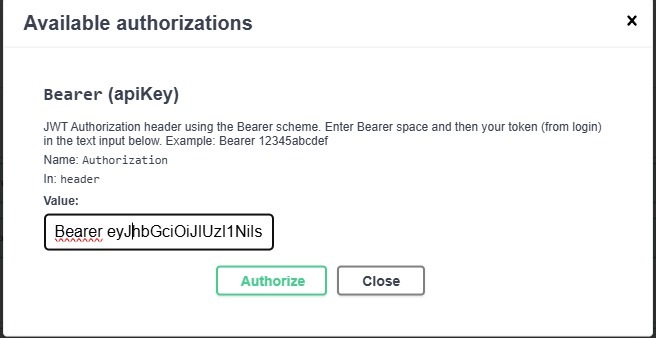 Available authorizations
×
Bearer (apiKey)
JWT Authorization header using the Bearer scheme. Enter Bearer space and then your token (from login)
in the text input below. Example: Bearer 12345abcdef
Name: Authorization
In: header
Value:
Bearer eyJhbGciOiJIUzI1NiIs
Authorize Close